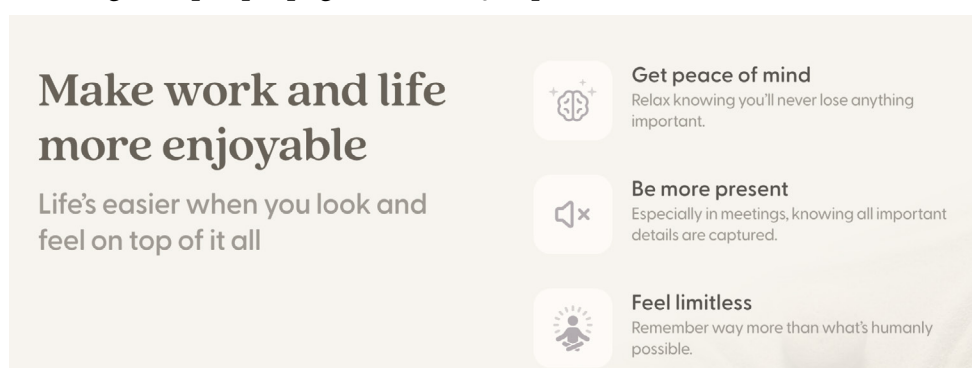 Make work and life
more enjoyable
Life's easier when you look and
feel on top of it all
Get peace of mind
Relax knowing you'll never lose anything
important.
Be more present
Especially in meetings, knowing all important
details are captured.
Feel limitless
Remember way more than what's humanly
possible.